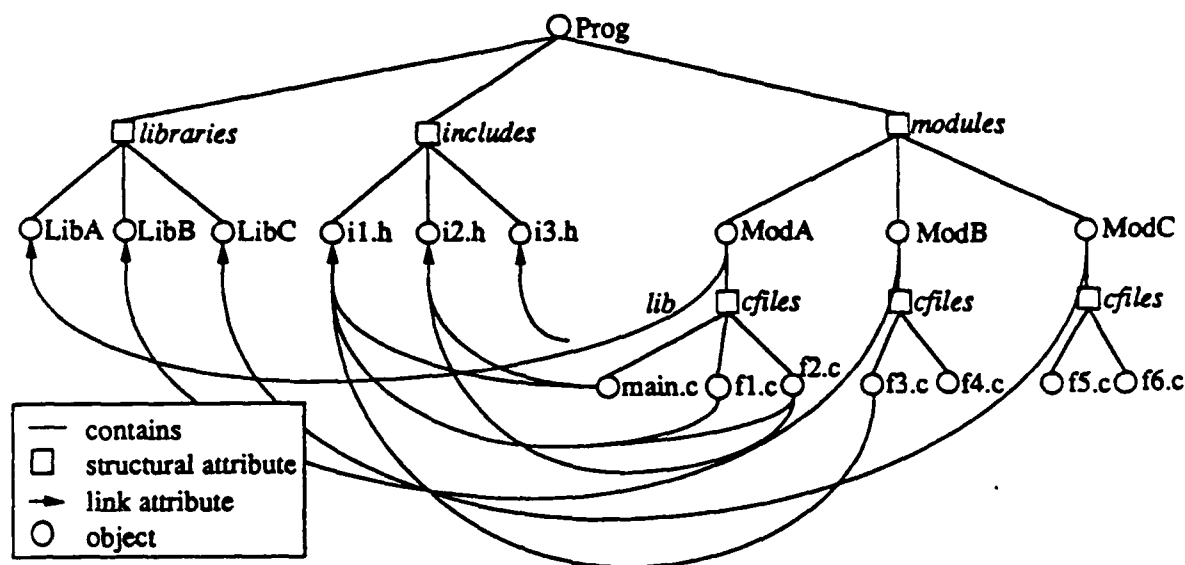 Prog
libraries
includes
modules
LibA
LibB
LibC
i1.h
i2.h
i3.h
ModA
ModB
ModC
lib
cfiles
cfiles
cfiles
main.c
f1.c
f2.c
f3.c
f4.c
f5.c
f6.c
contains
structural attribute
link attribute
object